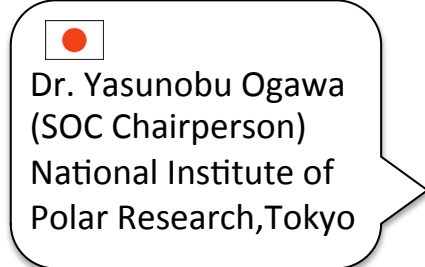 Dr. Yasunobu Ogawa
(SOC Chairperson)
National Institute of
Polar Research,Tokyo